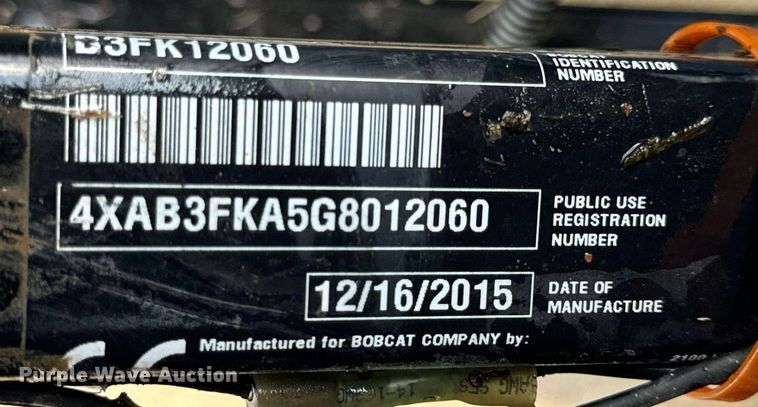 B3FK12060
IDENTIFICATION
NUMBER
4XAB3FKA5G8012060
PUBLIC USE
REGISTRATION
NUMBER
12/16/2015
DATE OF
MANUFACTURE
Manufactured for BOBCAT COMPANY by:
Purple Wave Auction